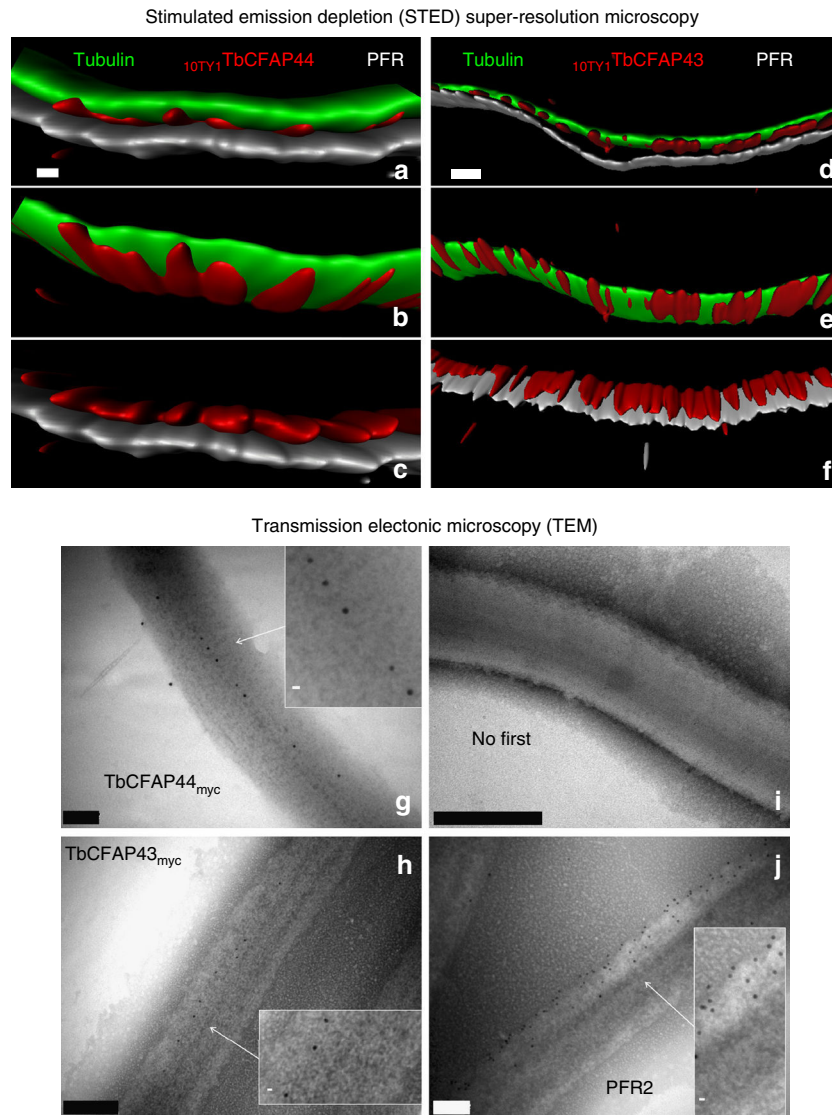 Stimulated emission depletion (STED) super-resolution microscopy
Tubulin 10TY1TbCFAP44 PFR
a
b
c
Tubulin 10TY1TbCFAP43 PFR
d
e
f
Transmission electonic microscopy (TEM)
TbCFAP44myc
g
No first
i
TbCFAP43myc
h
j
PFR2